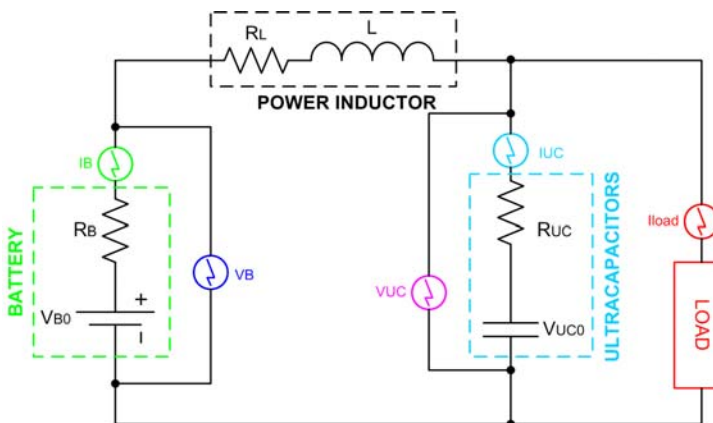 RL
L
POWER INDUCTOR
IB
IUC
BATTERY
RB
VB0
+
VB
VUC
RUC
VUC0
ULTRACAPACITORS
Iload
LOAD